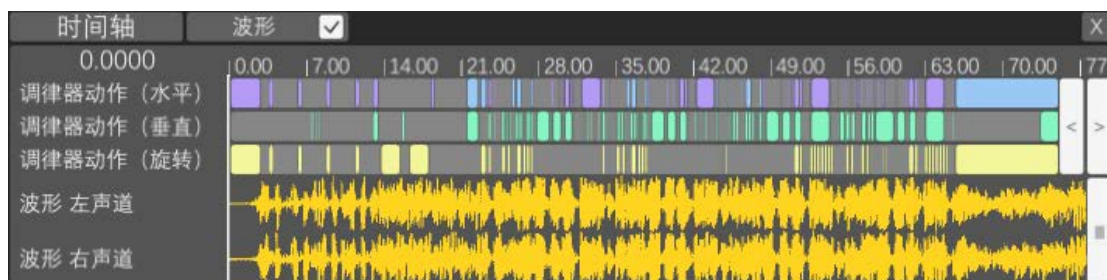 时间轴 波形 X
0.0000 0.00 7.00 14.00 21.00 28.00 35.00 42.00 49.00 56.00 63.00 70.00 77
调律器动作（水平）
调律器动作（垂直） < >
调律器动作（旋转）
波形 左声道
波形 右声道